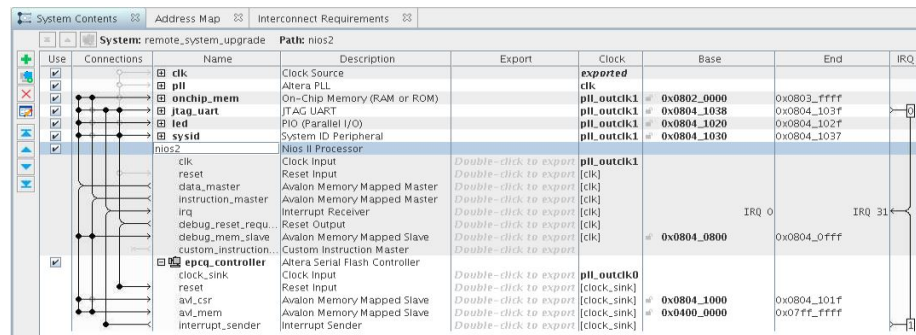 System Contents Address Map Interconnect Requirements
System: remote_system_upgrade Path: nios2
Use Connections Name Description Export Clock Base End IRQ
clk Clock Source exported
pll Altera PLL clk
onchip_mem On-Chip Memory (RAM or ROM) pll_outclk1 0x0802_0000 0x0803_ffff
jtag_uart JTAG UART pll_outclk1 0x0804_1038 0x0804_103f 0
led PIO (Parallel I/O) pll_outclk1 0x0804_1020 0x0804_102f
sysid System ID Peripheral pll_outclk1 0x0804_1030 0x0804_1037
nios2 Nios II Processor
clk Clock Input Double-click to export pll_outclk1
reset Reset Input Double-click to export [clk]
data_master Avalon Memory Mapped Master Double-click to export [clk]
instruction_master Avalon Memory Mapped Master Double-click to export [clk]
irq Interrupt Receiver Double-click to export [clk] IRQ 0 IRQ 31
debug_reset_requ... Reset Output Double-click to export [clk]
debug_mem_slave Avalon Memory Mapped Slave Double-click to export [clk] 0x0804_0800 0x0804_0fff
custom_instruction... Custom Instruction Master Double-click to export
epcq_controller Altera Serial Flash Controller
clock_sink Clock Input Double-click to export pll_outclk0
reset Reset Input Double-click to export [clock_sink]
avl_csr Avalon Memory Mapped Slave Double-click to export [clock_sink] 0x0804_1000 0x0804_101f
avl_mem Avalon Memory Mapped Slave Double-click to export [clock_sink] 0x0400_0000 0x07ff_ffff
interrupt_sender Interrupt Sender Double-click to export [clock_sink] 1